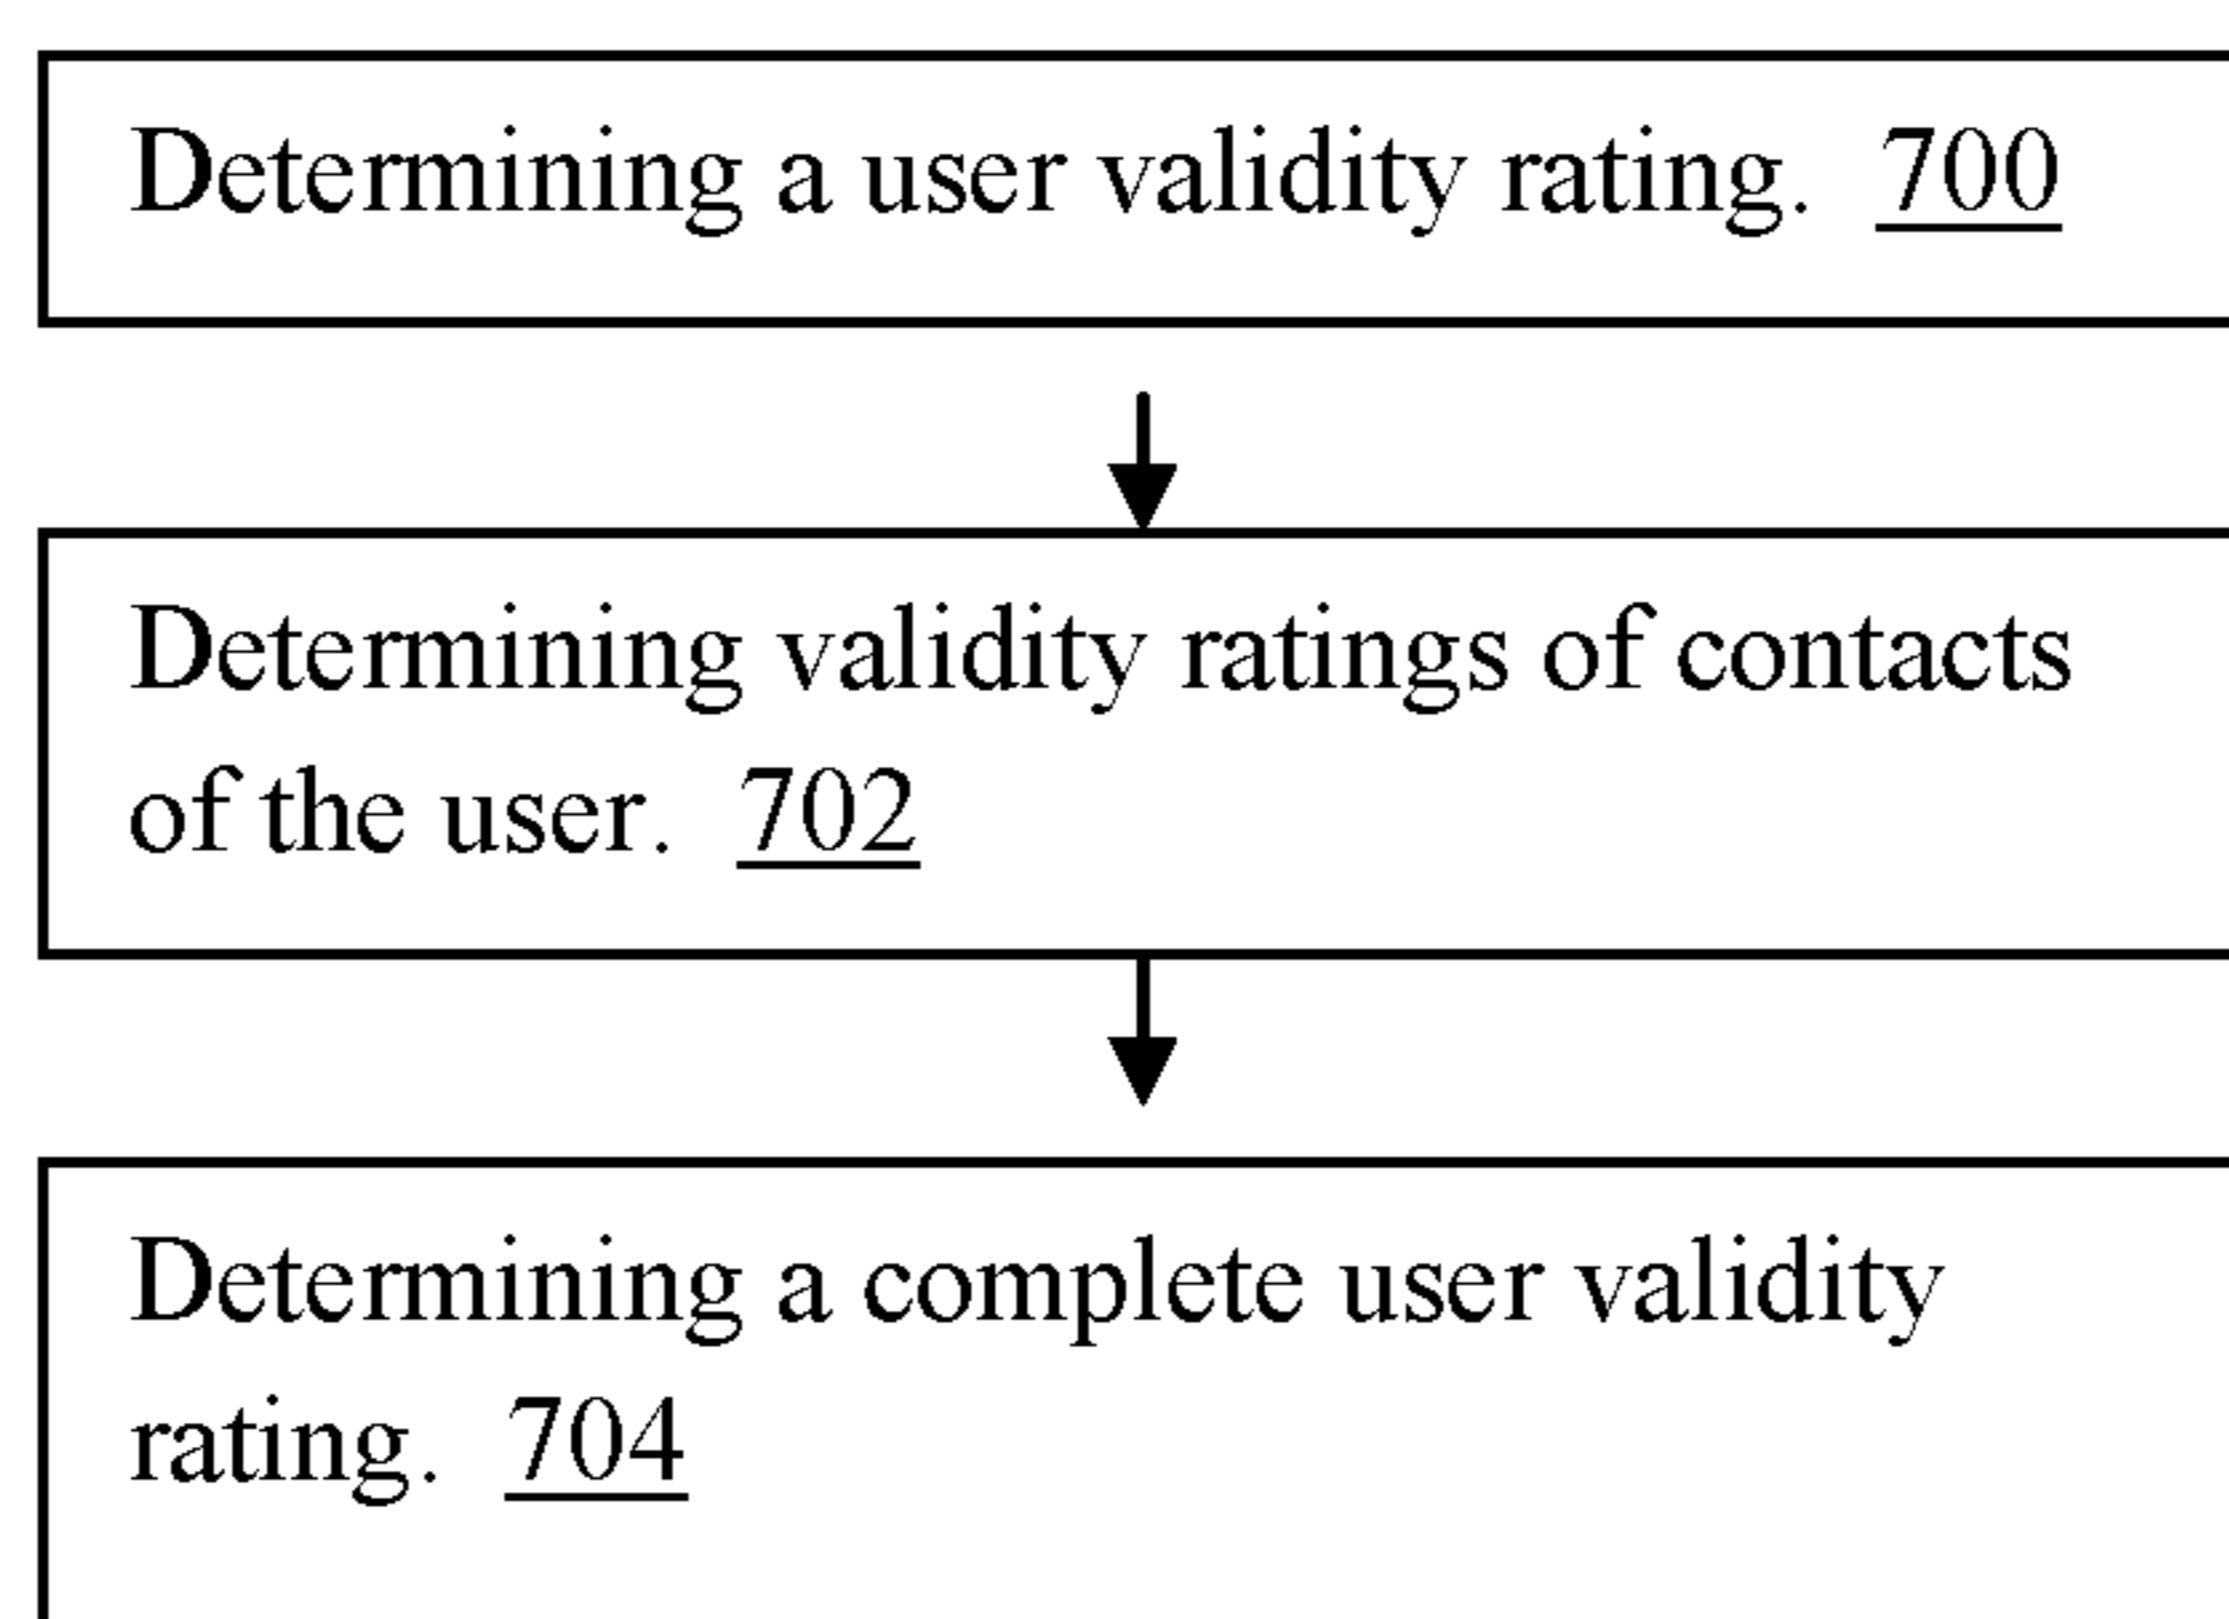 Determining a user validity rating. 700
Determining validity ratings of contacts
of the user. 702
Determining a complete user validity
rating. 704